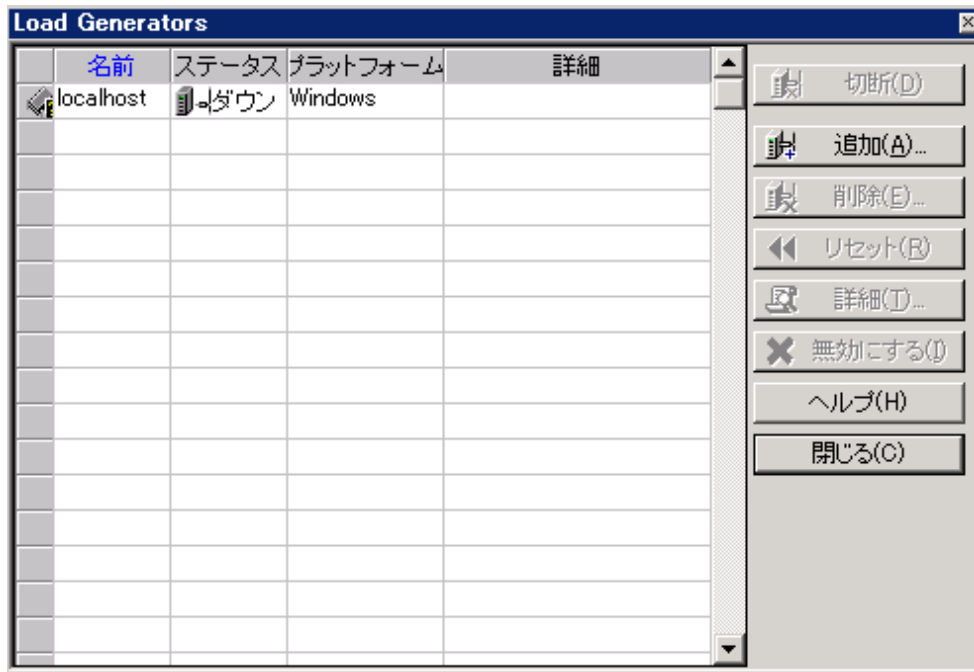 Load Generators
名前 ステータス プラットフォーム 詳細
localhost ダウン Windows
切断(D)
追加(A)...
削除(E)...
リセット(R)
詳細(T)...
無効にする(I)
ヘルプ(H)
閉じる(C)